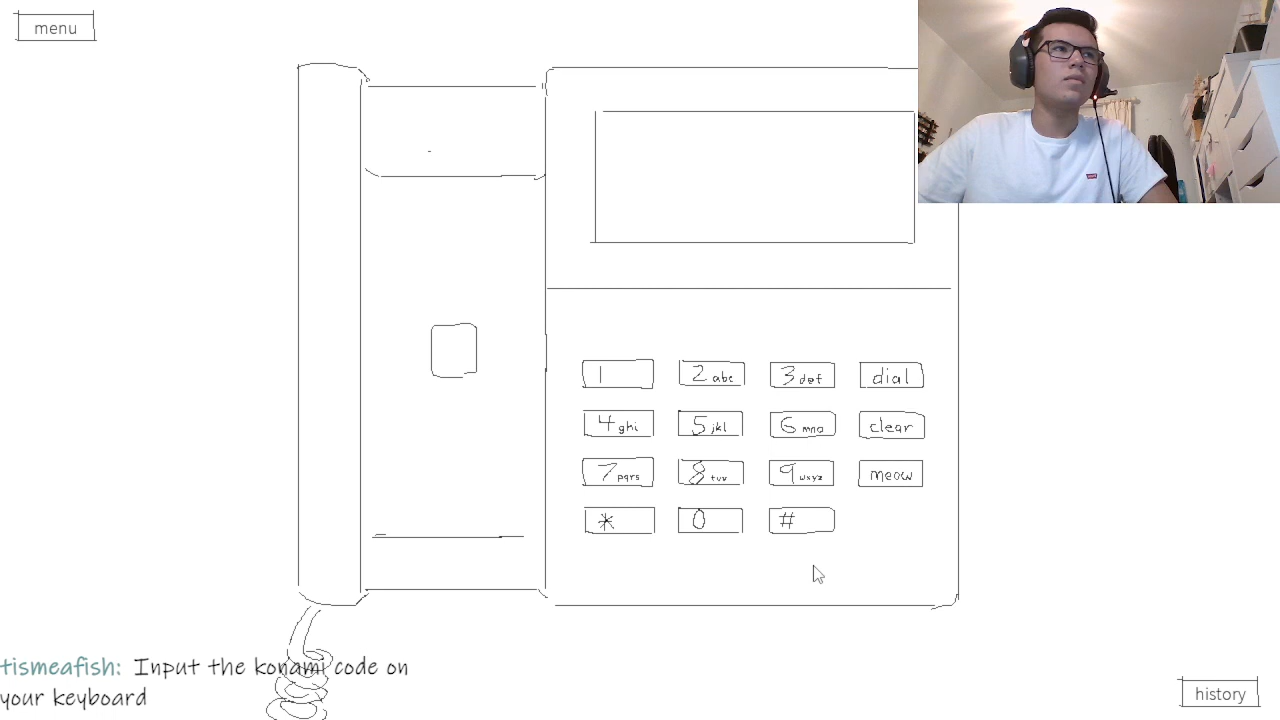 menu
1
2 abc
3 def
dial
4 ghi
5 jkl
6 mno
clear
7 pqrs
8 tuv
9 wxyz
meow
*
0
#
tismeafish: Input the konami code on
your keyboard
history